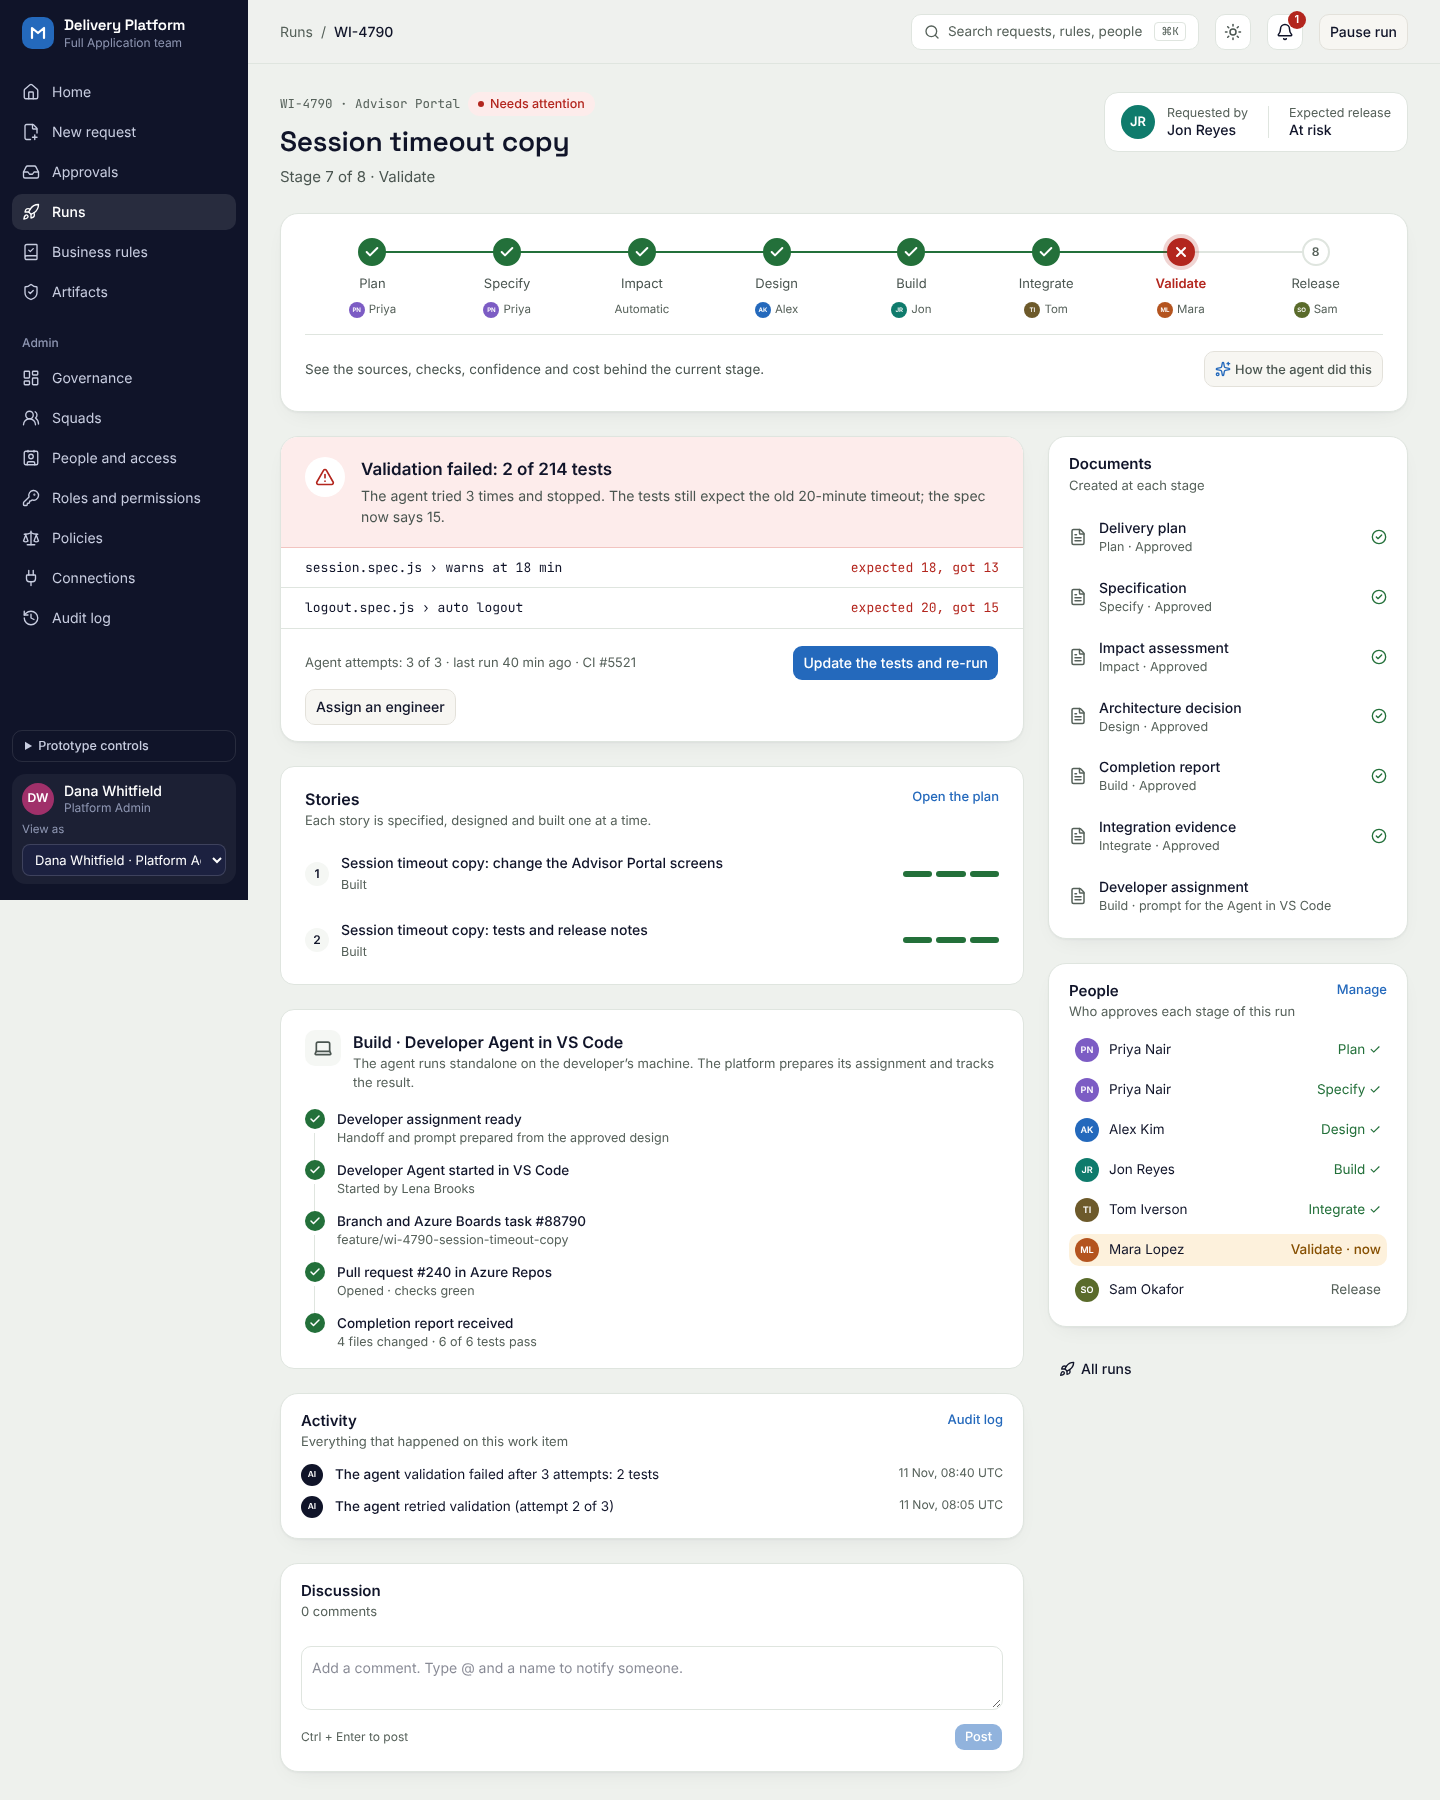 Delivery Platform
Full Application team
Home
New request
Approvals
Runs
Business rules
Artifacts
Admin
Governance
Squads
People and access
Roles and permissions
Policies
Connections
Audit log
Prototype controls
DW
Dana Whitfield
Platform Admin
View as
Dana Whitfield · Platform A
Runs / WI-4790
Search requests, rules, people ⌘K
1
Pause run
WI-4790 · Advisor Portal
Needs attention
Session timeout copy
Stage 7 of 8 · Validate
JR
Requested by
Jon Reyes
Expected release
At risk
8
Plan
Specify
Impact
Design
Build
Integrate
Validate
Release
PN Priya
PN Priya
Automatic
AK Alex
JR Jon
TI Tom
ML Mara
SO Sam
See the sources, checks, confidence and cost behind the current stage.
How the agent did this
Validation failed: 2 of 214 tests
The agent tried 3 times and stopped. The tests still expect the old 20-minute timeout; the spec
now says 15.
session.spec.js › warns at 18 min
expected 18, got 13
logout.spec.js › auto logout
expected 20, got 15
Agent attempts: 3 of 3 · last run 40 min ago · CI #5521
Update the tests and re-run
Assign an engineer
Stories
Open the plan
Each story is specified, designed and built one at a time.
1
Session timeout copy: change the Advisor Portal screens
Built
2
Session timeout copy: tests and release notes
Built
Build · Developer Agent in VS Code
The agent runs standalone on the developer's machine. The platform prepares its assignment and tracks
the result.
Developer assignment ready
Handoff and prompt prepared from the approved design
Developer Agent started in VS Code
Started by Lena Brooks
Branch and Azure Boards task #88790
feature/wi-4790-session-timeout-copy
Pull request #240 in Azure Repos
Opened · checks green
Completion report received
4 files changed · 6 of 6 tests pass
Activity
Audit log
Everything that happened on this work item
AI
The agent validation failed after 3 attempts: 2 tests
11 Nov, 08:40 UTC
AI
The agent retried validation (attempt 2 of 3)
11 Nov, 08:05 UTC
Discussion
0 comments
Add a comment. Type @ and a name to notify someone.
Ctrl + Enter to post
Post
Documents
Created at each stage
Delivery plan
Plan · Approved
Specification
Specify · Approved
Impact assessment
Impact · Approved
Architecture decision
Design · Approved
Completion report
Build · Approved
Integration evidence
Integrate · Approved
Developer assignment
Build · prompt for the Agent in VS Code
People
Manage
Who approves each stage of this run
PN Priya Nair Plan ✓
PN Priya Nair Specify ✓
AK Alex Kim Design ✓
JR Jon Reyes Build ✓
TI Tom Iverson Integrate ✓
ML Mara Lopez Validate · now
SO Sam Okafor Release
All runs